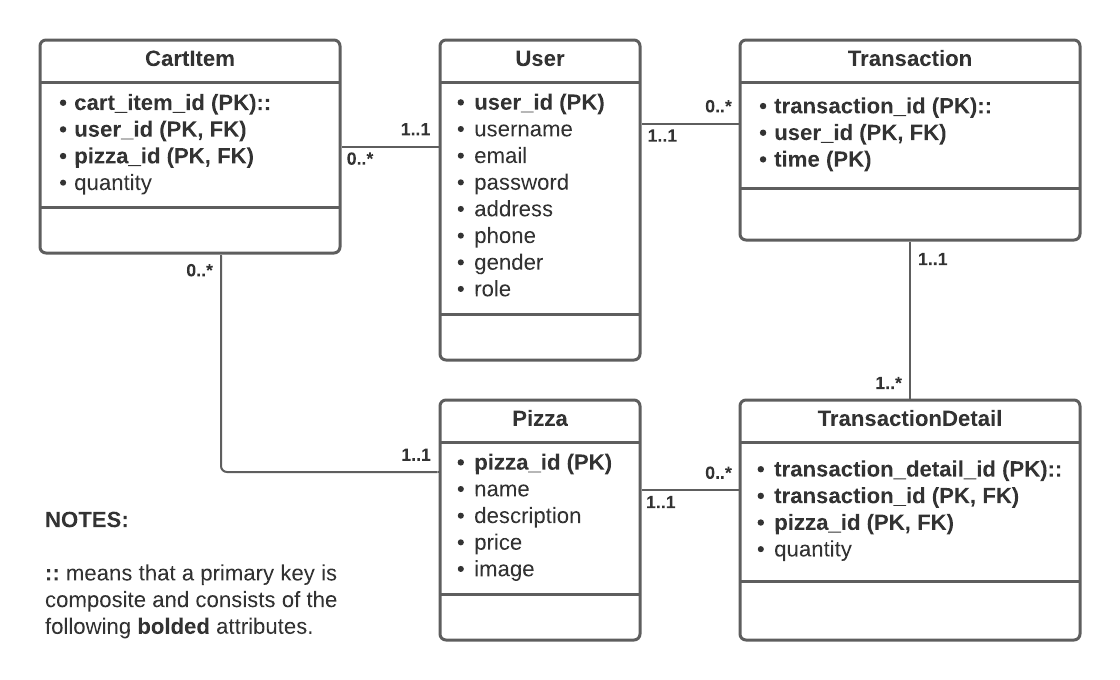 CartItem
• cart_item_id (PK)::
• user_id (PK, FK)
• pizza_id (PK, FK)
• quantity
User
• user_id (PK)
• username
• email
• password
• address
• phone
• gender
• role
Transaction
• transaction_id (PK)::
• user_id (PK, FK)
• time (PK)
1..1
0..*
0..*
1..1
0..*
1..1
1..1
1..*
Pizza
• pizza_id (PK)
• name
• description
• price
• image
TransactionDetail
• transaction_detail_id (PK)::
• transaction_id (PK, FK)
• pizza_id (PK, FK)
• quantity
0..*
1..1
NOTES:
:: means that a primary key is
composite and consists of the
following bolded attributes.